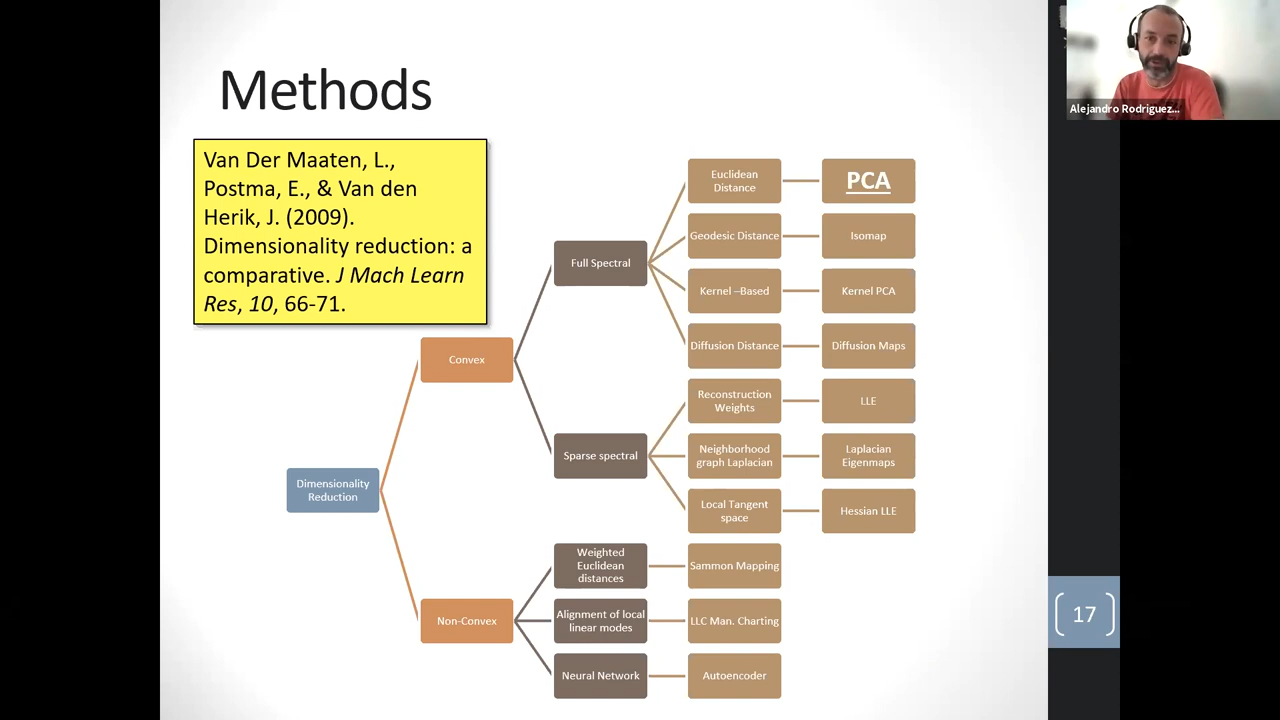 Methods
Alejandro Rodriguez...
Van Der Maaten, L.,
Postma, E., & Van den
Herik, J. (2009).
Dimensionality reduction: a
comparative. J Mach Learn
Res, 10, 66-71.
Dimensionality
Reduction
Convex
Full Spectral
Euclidean
Distance
PCA
Geodesic Distance
Isomap
Kernel –Based
Kernel PCA
Diffusion Distance
Diffusion Maps
Sparse spectral
Reconstruction
Weights
LLE
Neighborhood
graph Laplacian
Laplacian
Eigenmaps
Local Tangent
space
Hessian LLE
Non-Convex
Weighted
Euclidean
distances
Sammon Mapping
Alignment of local
linear modes
LLC Man. Charting
Neural Network
Autoencoder
17